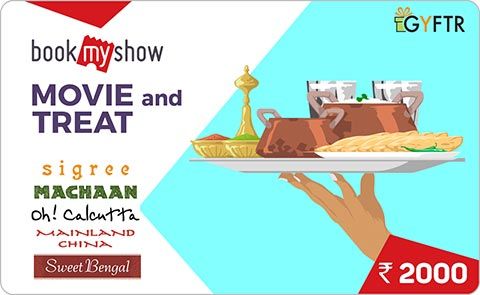 bookmyshow
GYFTR
MOVIE and
TREAT
sigree
MACHAAN
Oh! Calcutta
MAINLAND
CHINA
Sweet Bengal
₹ 2000